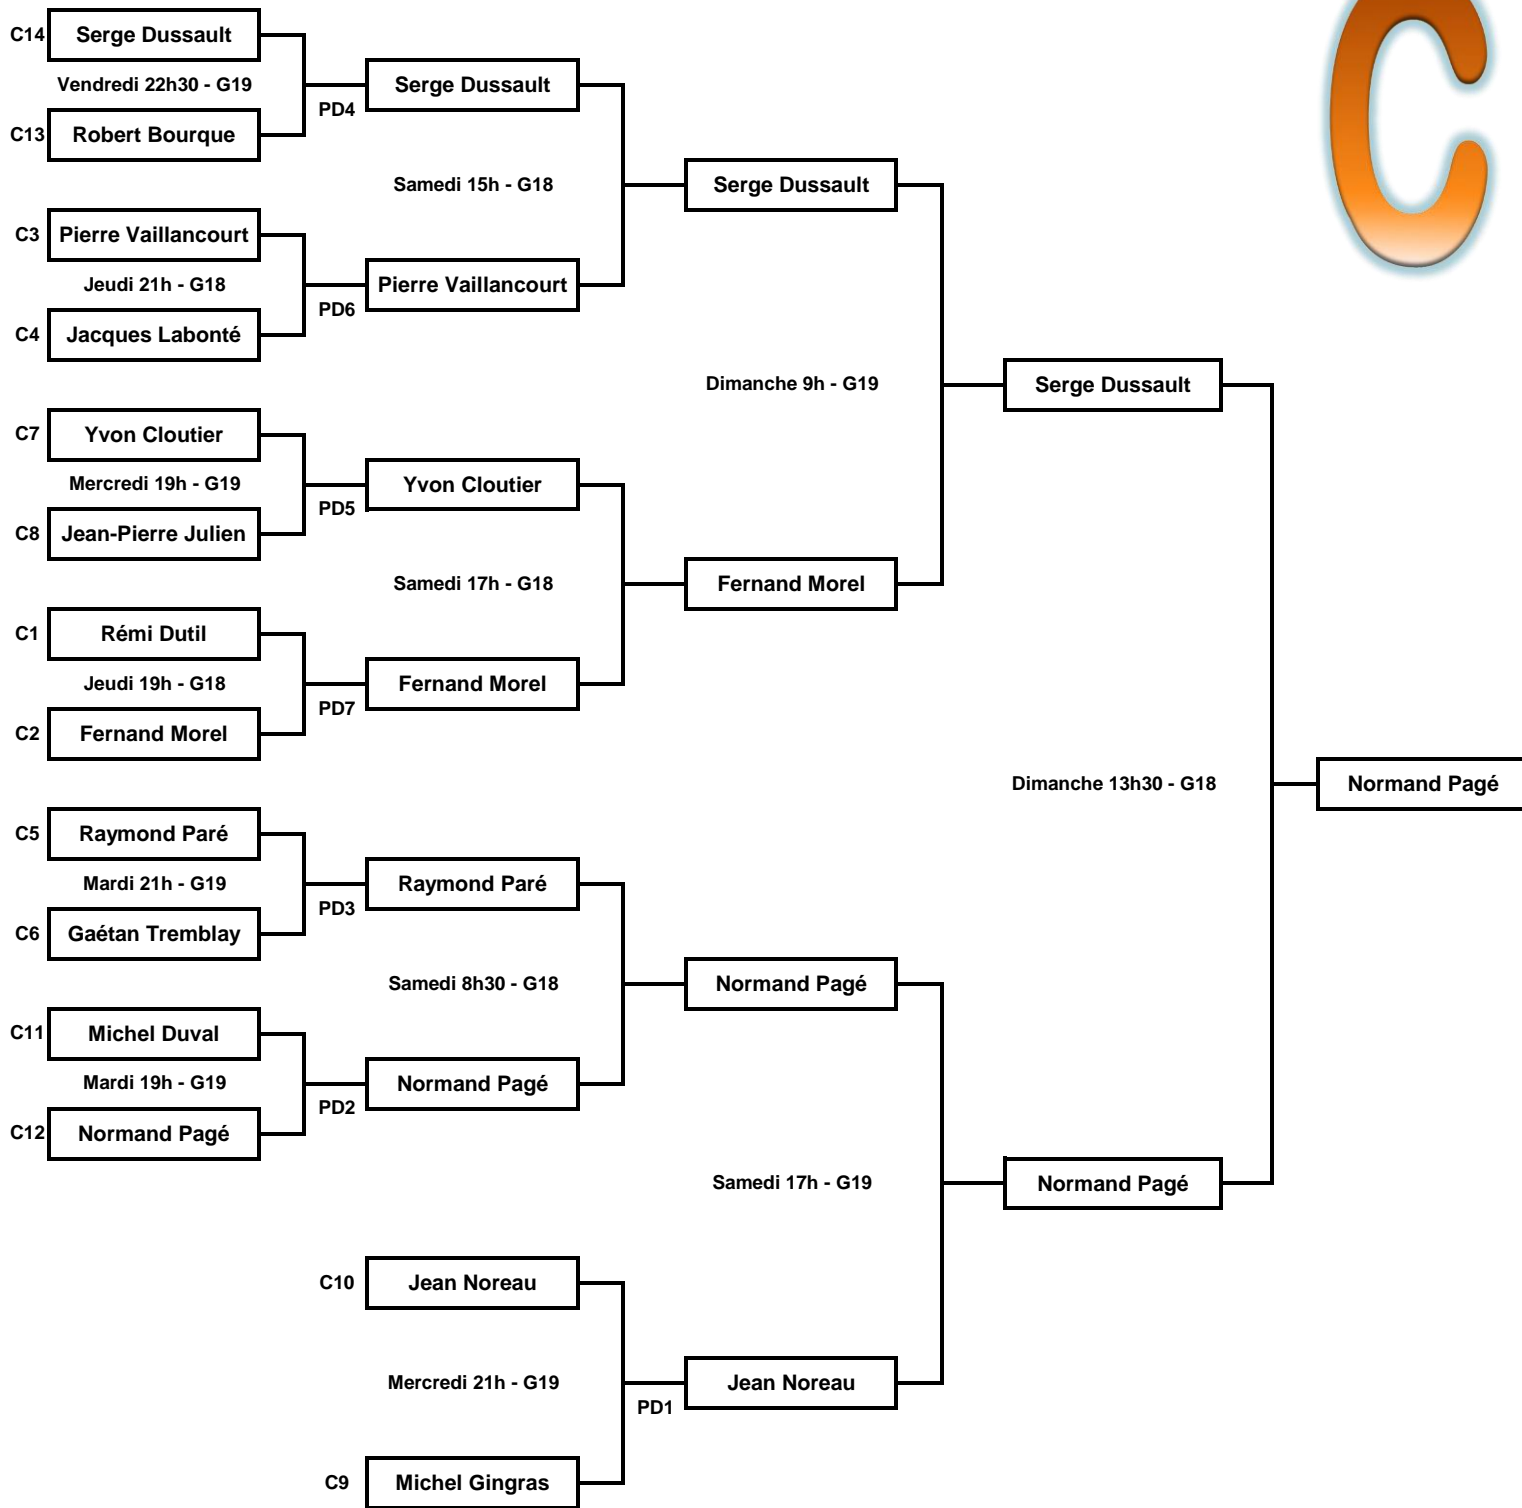 C
C14 Serge Dussault
Vendredi 22h30 - G19
Serge Dussault
PD4
C13 Robert Bourque
Samedi 15h - G18
Serge Dussault
C3 Pierre Vaillancourt
Jeudi 21h - G18
Pierre Vaillancourt
PD6
C4 Jacques Labonté
Dimanche 9h - G19
Serge Dussault
C7 Yvon Cloutier
Mercredi 19h - G19
Yvon Cloutier
PD5
C8 Jean-Pierre Julien
Samedi 17h - G18
Fernand Morel
C1 Rémi Dutil
Jeudi 19h - G18
Fernand Morel
PD7
C2 Fernand Morel
Dimanche 13h30 - G18
Normand Pagé
C5 Raymond Paré
Mardi 21h - G19
Raymond Paré
PD3
C6 Gaétan Tremblay
Samedi 8h30 - G18
Normand Pagé
C11 Michel Duval
Mardi 19h - G19
Normand Pagé
PD2
C12 Normand Pagé
Samedi 17h - G19
Normand Pagé
C10 Jean Noreau
Mercredi 21h - G19
Jean Noreau
PD1
C9 Michel Gingras